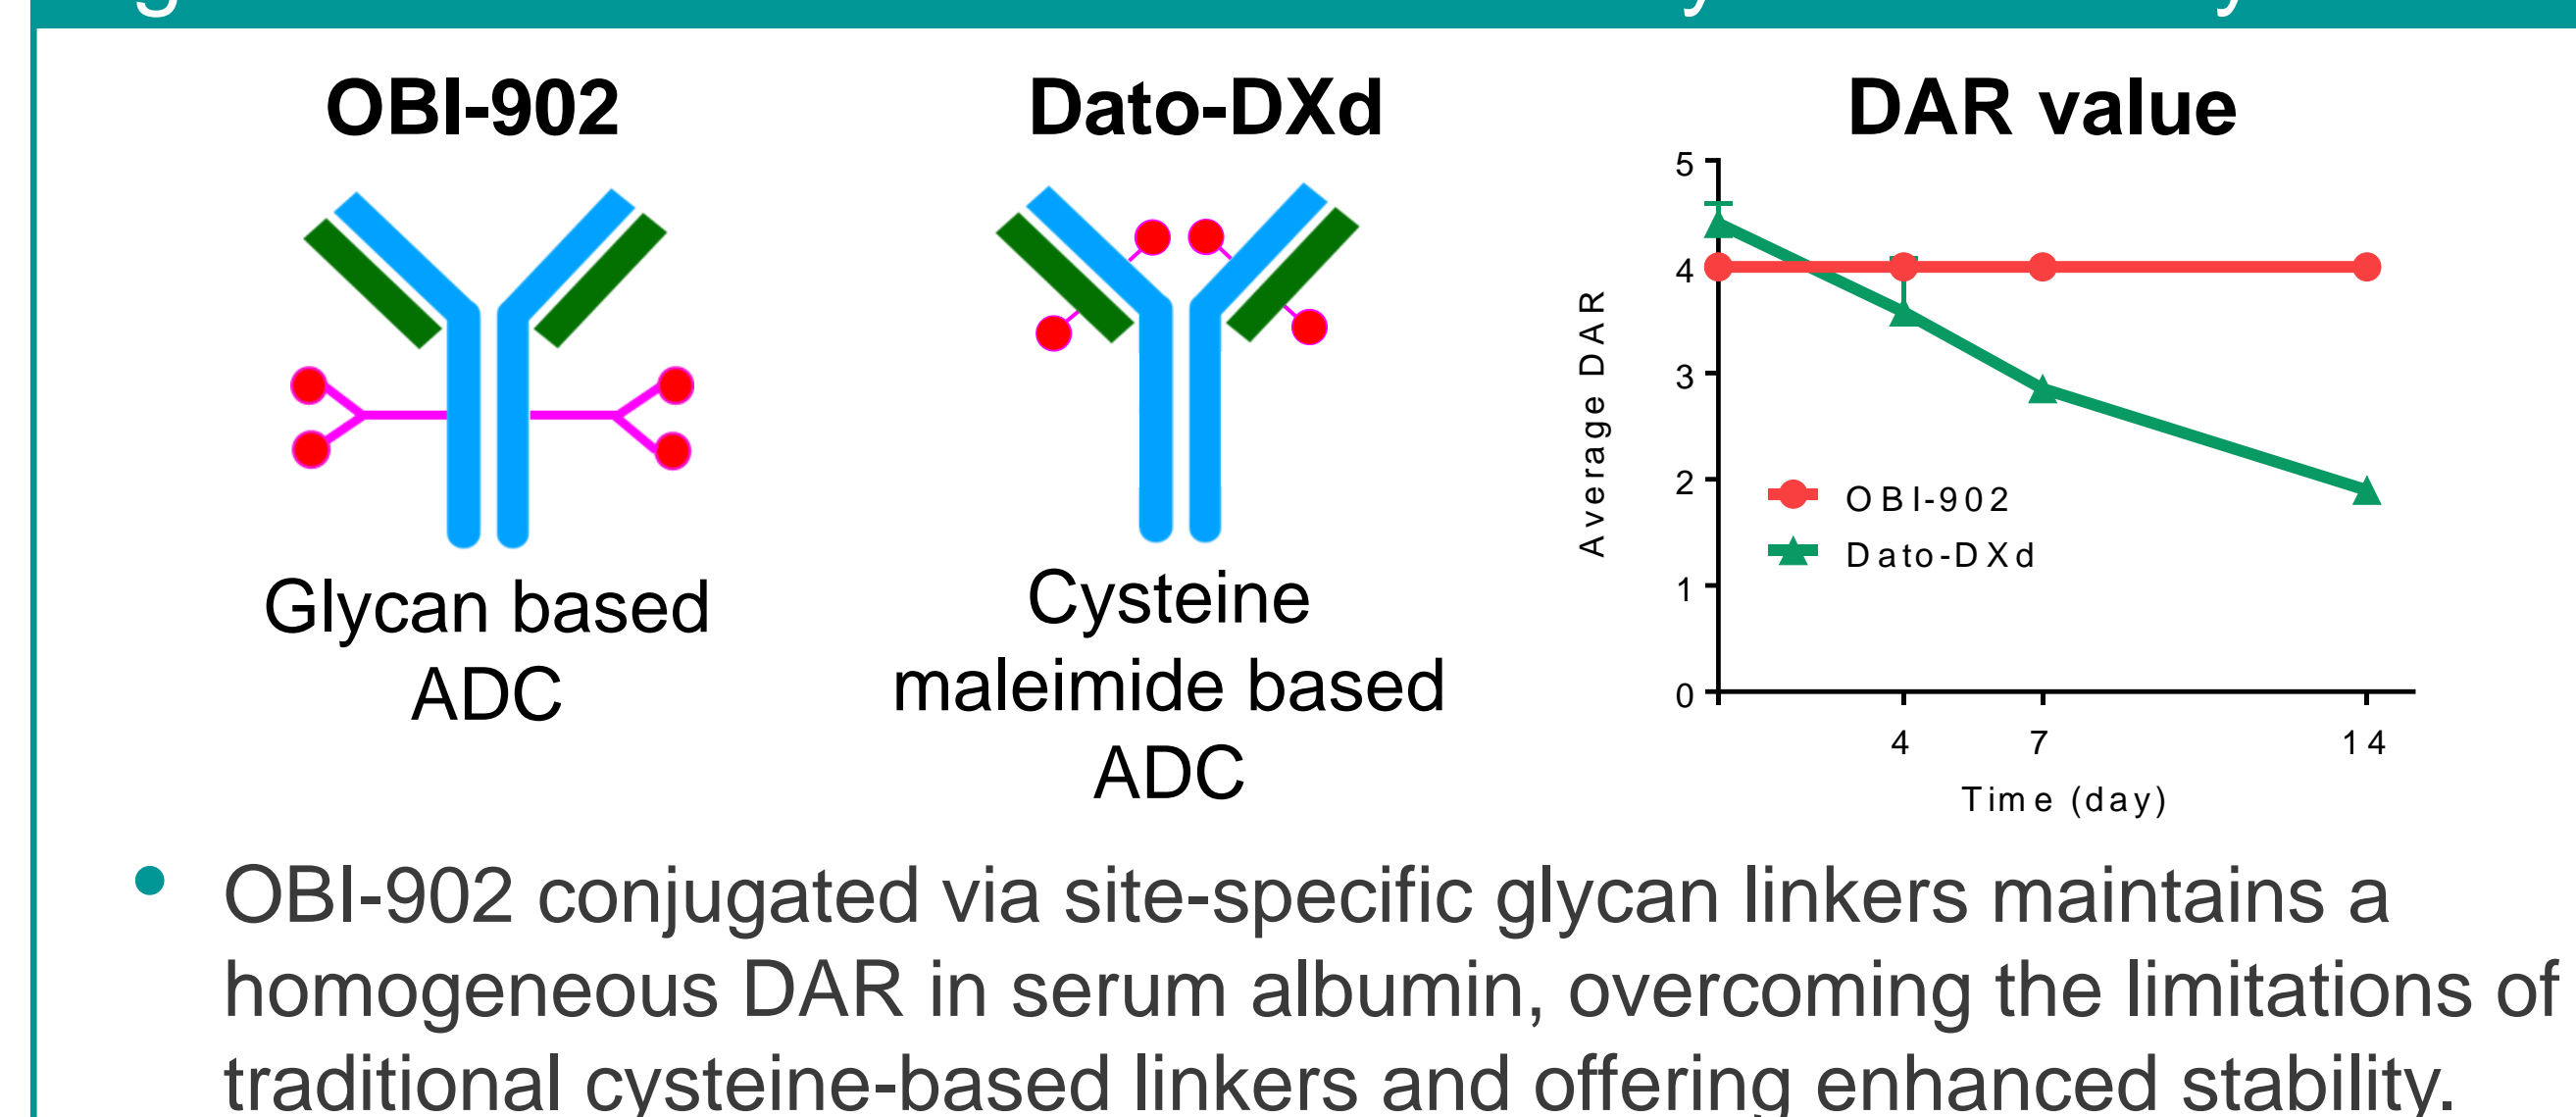 OBI-902
Glycan based
ADC
Dato-DXd
Cysteine
maleimide based
ADC
DAR value
5
4
3
2
1
0
Average DAR
OBI-902
Dato-DXd
4 7 14
Time (day)
• OBI-902 conjugated via site-specific glycan linkers maintains a
homogeneous DAR in serum albumin, overcoming the limitations of
traditional cysteine-based linkers and offering enhanced stability.